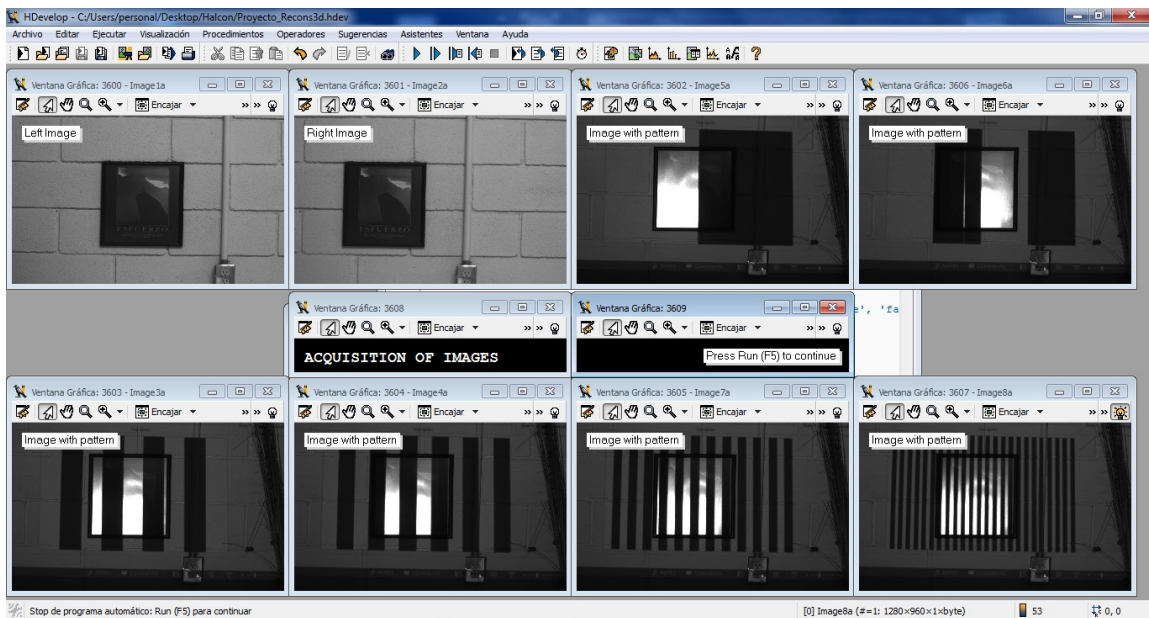 HDevelop - C:/Users/personal/Desktop/Halcon/Proyecto_Recons3d.hdev
Archivo Editar Ejecutar Visualización Procedimientos Operadores Sugerencias Asistentes Ventana Ayuda
Ventana Gráfica: 3600 - Image1a
Encajar
Left Image
ESFUERZO
Ventana Gráfica: 3601 - Image2a
Encajar
Right Image
ESFUERZO
Ventana Gráfica: 3602 - Image5a
Encajar
Image with pattern
Ventana Gráfica: 3606 - Image6a
Encajar
Image with pattern
Ventana Gráfica: 3608
Encajar
ACQUISITION OF IMAGES
Ventana Gráfica: 3609
Encajar
Press Run (F5) to continue
e', 'fa
Ventana Gráfica: 3603 - Image3a
Encajar
Image with pattern
Ventana Gráfica: 3604 - Image4a
Encajar
Image with pattern
Ventana Gráfica: 3605 - Image7a
Encajar
Image with pattern
Ventana Gráfica: 3607 - Image8a
Encajar
Image with pattern
Stop de programa automático: Run (F5) para continuar
[0] Image8a (#=1: 1280×960×1×byte)
53
0, 0